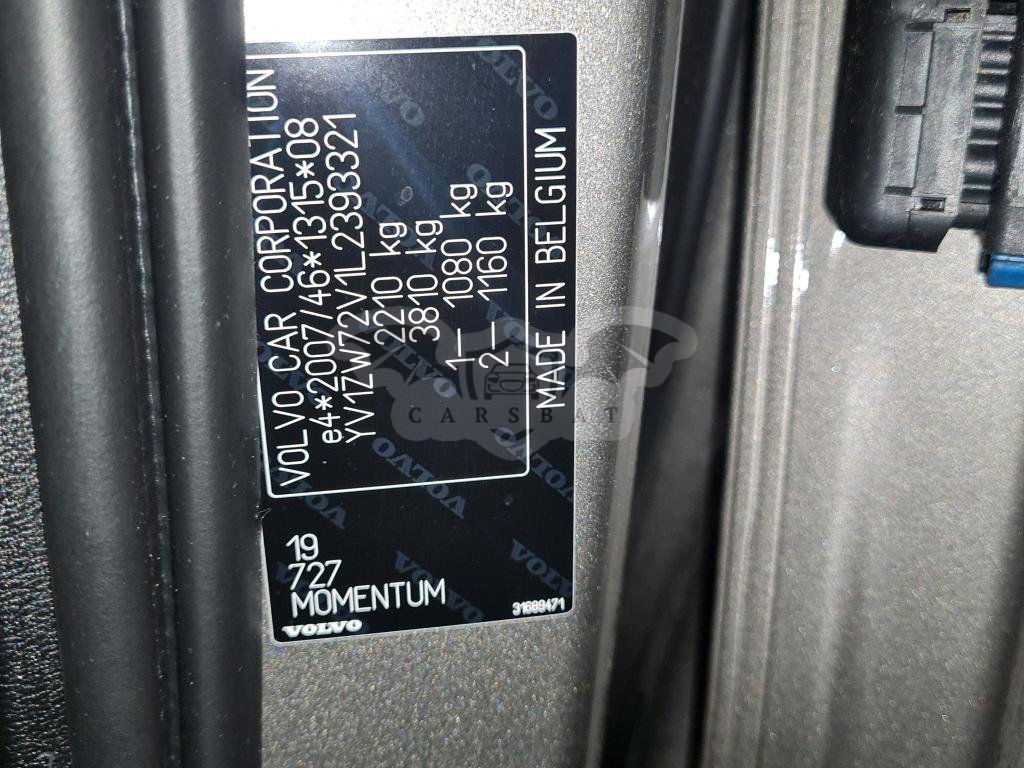 VOLVO CAR CORPORATION
e4*2007/46*1315*08
YV1ZW72V1L2393321
2210 kg
3810 kg
1— 1080 kg
2— 1160 kg
MADE IN BELGIUM
19
727
MOMENTUM
VOLVO
31689471
CARSBAT